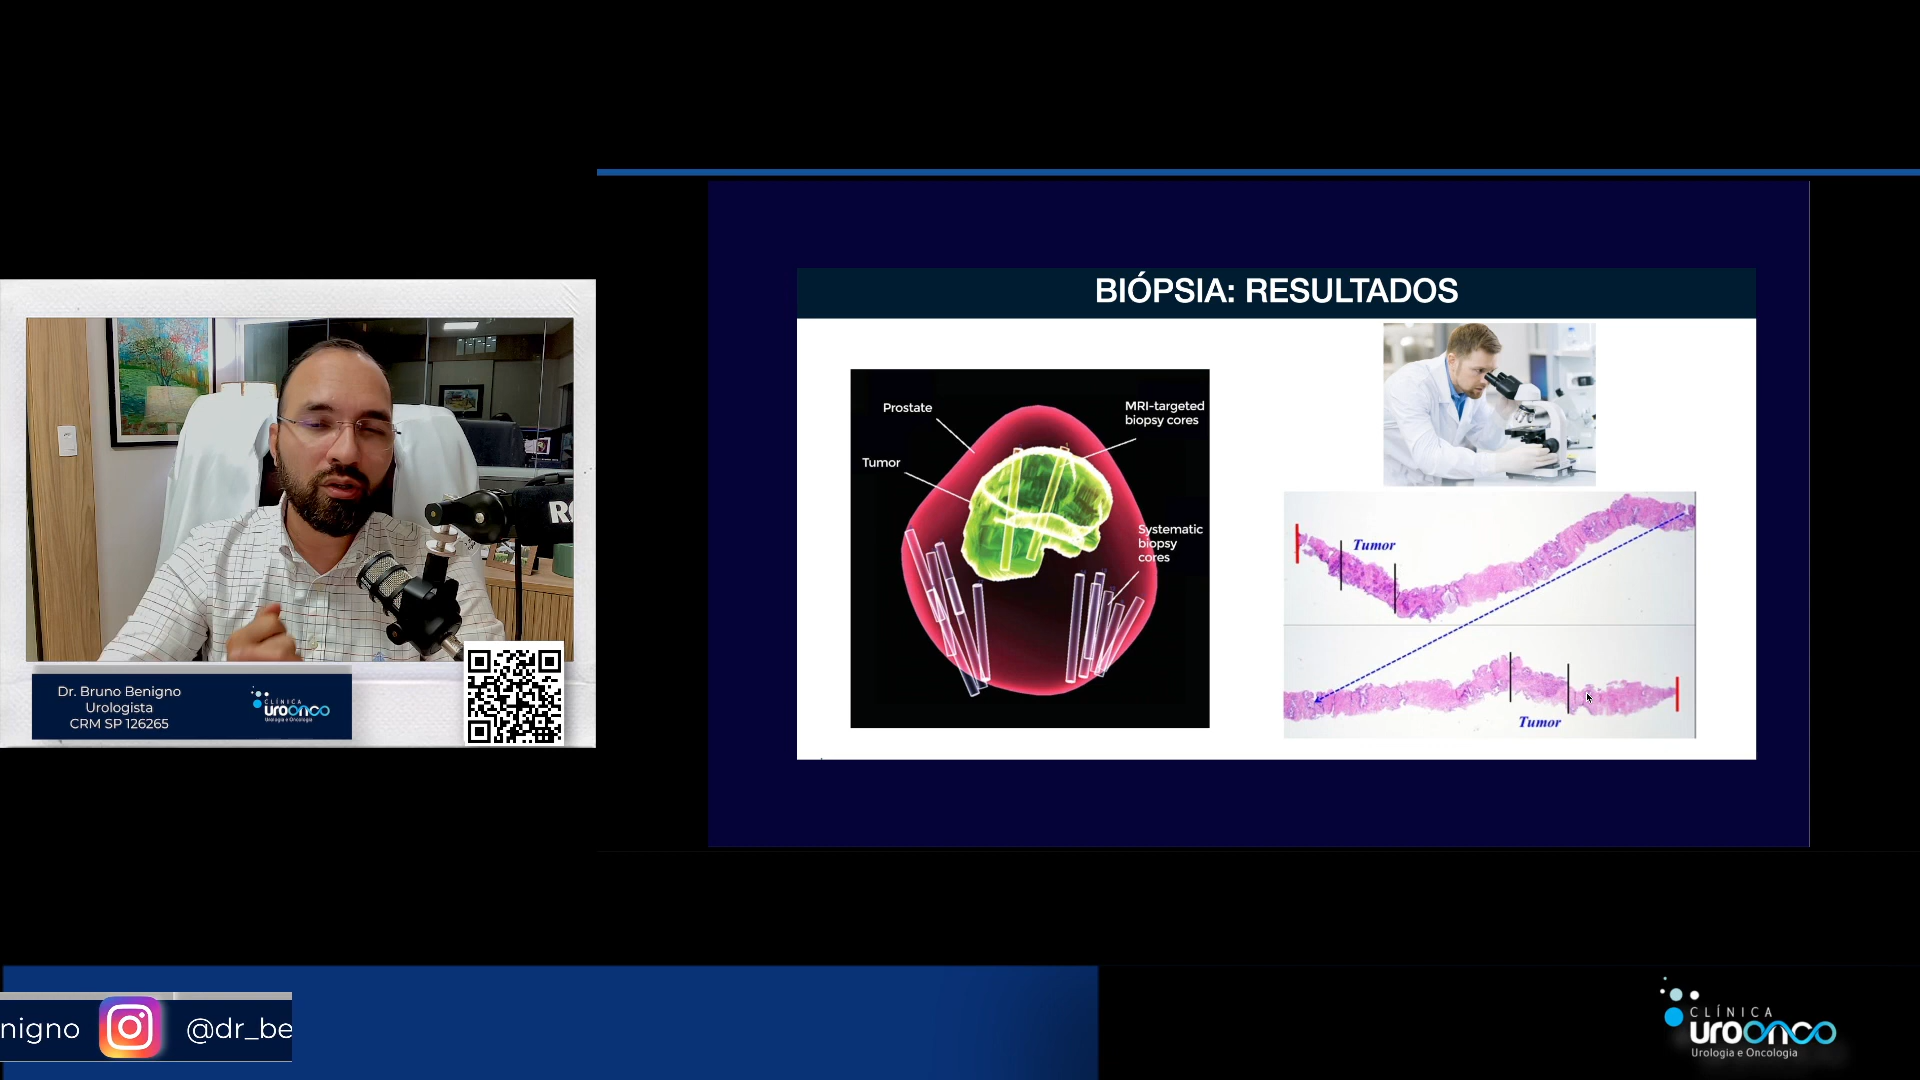 BIÓPSIA: RESULTADOS
Prostate
MRI-targeted
biopsy cores
Tumor
Systematic
biopsy
cores
Tumor
Tumor
Dr. Bruno Benigno
Urologista
CRM SP 126265
CLÍNICA
uroonco
Urologia e Oncologia
nigno
@dr_be
CLÍNICA
uroonco
Urologia e Oncologia